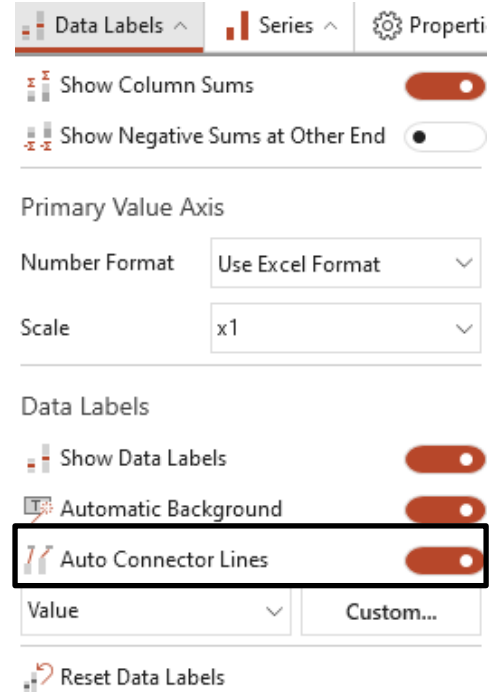 Data Labels Series Properti
Show Column Sums
Show Negative Sums at Other End
Primary Value Axis
Number Format Use Excel Format
Scale x1
Data Labels
Show Data Labels
Automatic Background
Auto Connector Lines
Value Custom...
Reset Data Labels